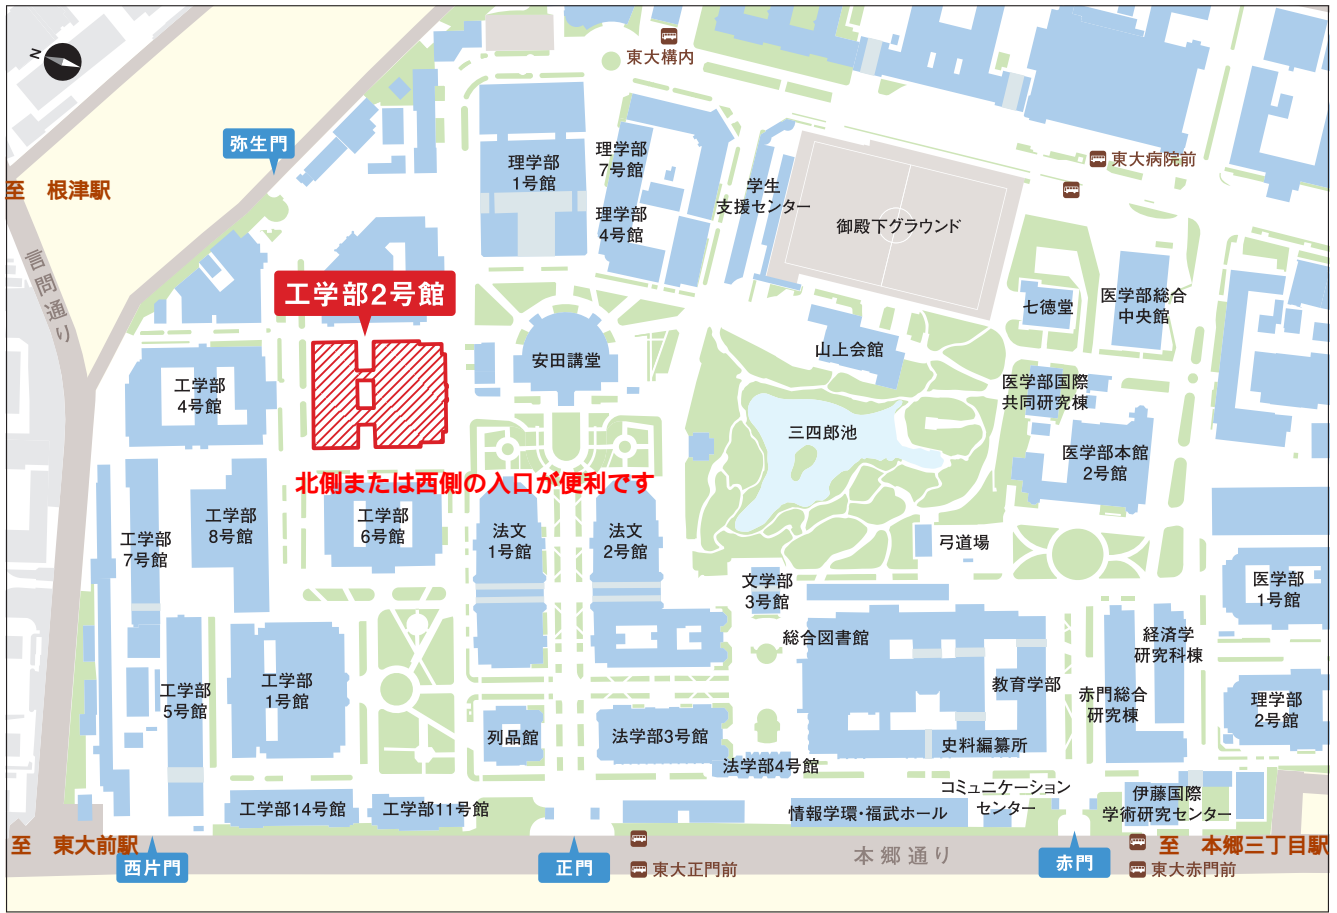 N
東大構内
弥生門
理学部
1号館
理学部
7号館
理学部
4号館
学生
支援センター
東大病院前
至　根津駅
御殿下グラウンド
言問通り
工学部2号館
七徳堂
医学部総合
中央館
安田講堂
山上会館
工学部
4号館
医学部国際
共同研究棟
三四郎池
医学部本館
2号館
北側または西側の入口が便利です
工学部
7号館
工学部
8号館
工学部
6号館
法文
1号館
法文
2号館
弓道場
文学部
3号館
医学部
1号館
総合図書館
経済学
研究科棟
工学部
5号館
工学部
1号館
教育学部
赤門総合
研究棟
理学部
2号館
列品館
法学部3号館
史料編纂所
法学部4号館
コミュニケーション
センター
工学部14号館
工学部11号館
情報学環・福武ホール
伊藤国際
学術研究センター
至　東大前駅
西片門
正門
東大正門前
本郷通り
赤門
至　本郷三丁目駅
東大赤門前